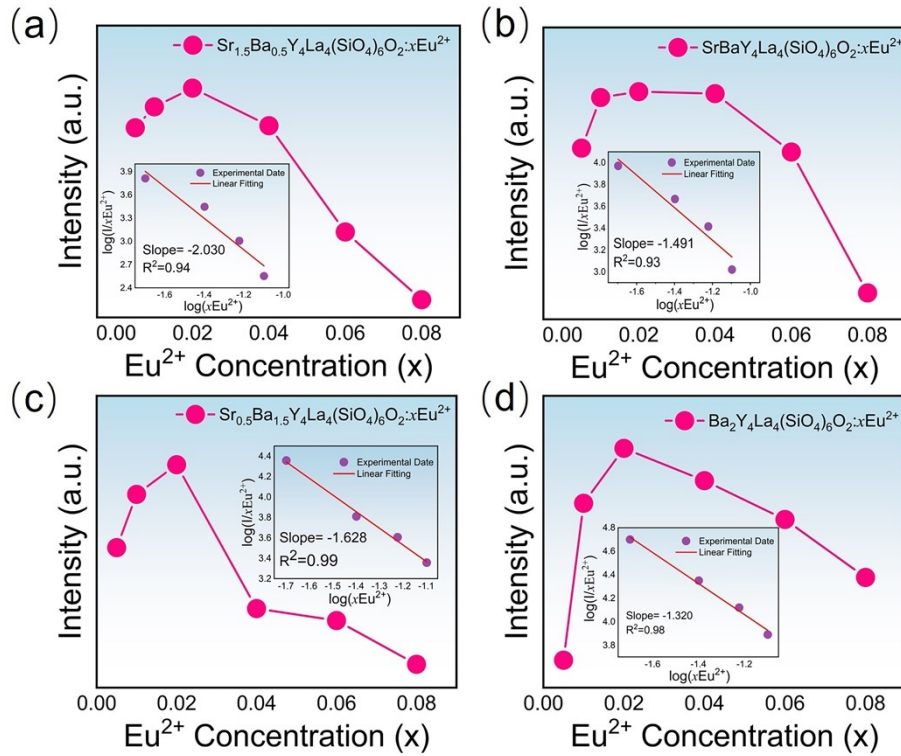 (a)
Sr1.5Ba0.5Y4La4(SiO4)6O2:xEu2+
Intensity (a.u.)
Experimental Date
Linear Fitting
log(I/xEu2+)
3.9
3.6
3.3
3.0
2.7
2.4
Slope= -2.030
R2=0.94
-1.6
-1.4
-1.2
-1.0
log(xEu2+)
0.00
0.02
0.04
0.06
0.08
Eu2+ Concentration (x)
(b)
SrBaY4La4(SiO4)6O2:xEu2+
Intensity (a.u.)
Experimental Date
Linear Fitting
log(I/xEu2+)
4.0
3.8
3.6
3.4
3.2
3.0
Slope= -1.491
R2=0.93
-1.6
-1.4
-1.2
-1.0
log(xEu2+)
0.00
0.02
0.04
0.06
0.08
Eu2+ Concentration (x)
(c)
Sr0.5Ba1.5Y4La4(SiO4)6O2:xEu2+
Intensity (a.u.)
Experimental Date
Linear Fitting
log(I/xEu2+)
4.4
4.2
4.0
3.8
3.6
3.4
3.2
Slope= -1.628
R2=0.99
-1.7
-1.6
-1.5
-1.4
-1.3
-1.2
-1.1
log(xEu2+)
0.00
0.02
0.04
0.06
0.08
Eu2+ Concentration (x)
(d)
Ba2Y4La4(SiO4)6O2:xEu2+
Intensity (a.u.)
Experimental Date
Linear Fitting
log(I/xEu2+)
4.8
4.6
4.4
4.2
4.0
3.8
Slope= -1.320
R2=0.98
-1.6
-1.4
-1.2
log(xEu2+)
0.00
0.02
0.04
0.06
0.08
Eu2+ Concentration (x)